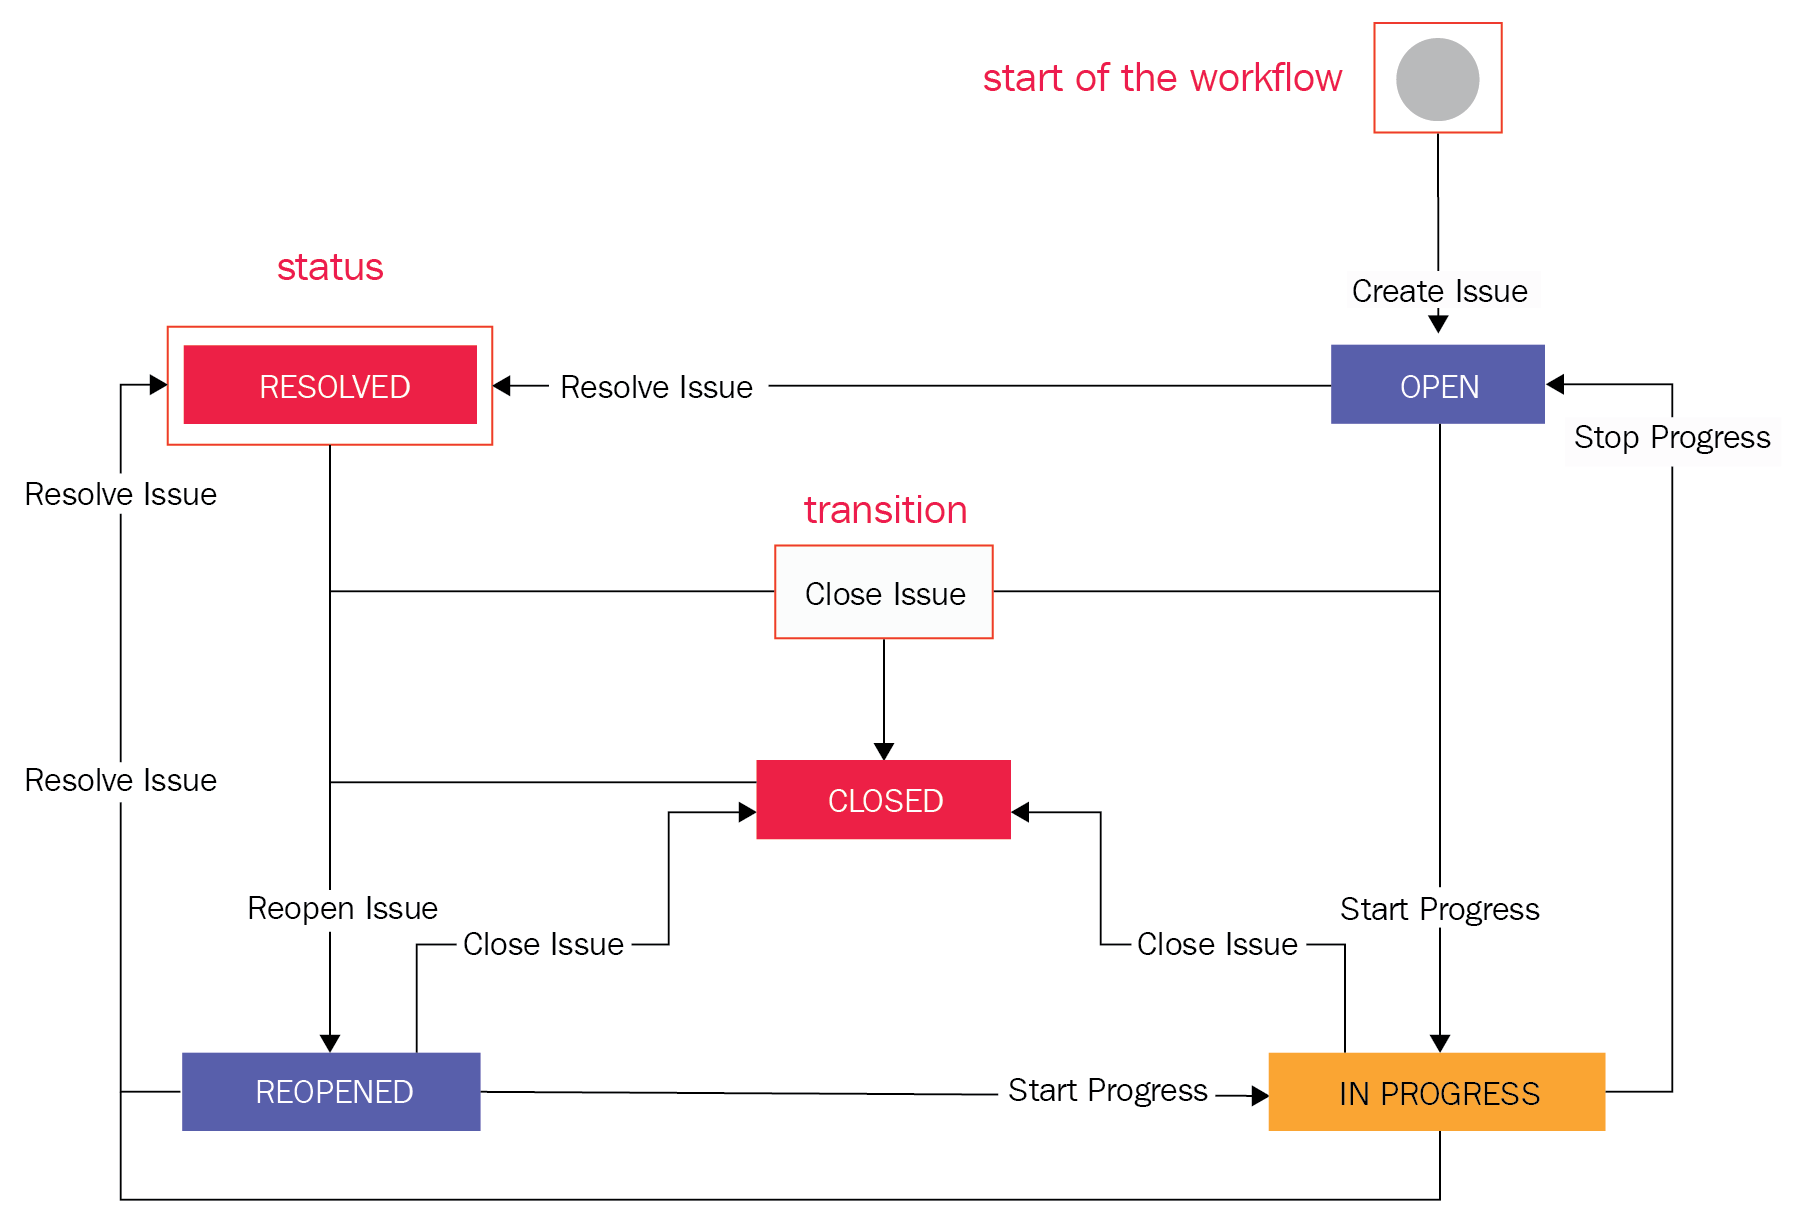 start of the workflow
Create Issue
status
RESOLVED
Resolve Issue
OPEN
Stop Progress
Resolve Issue
transition
Close Issue
Resolve Issue
CLOSED
Reopen Issue
Start Progress
Close Issue
Close Issue
REOPENED
Start Progress
IN PROGRESS